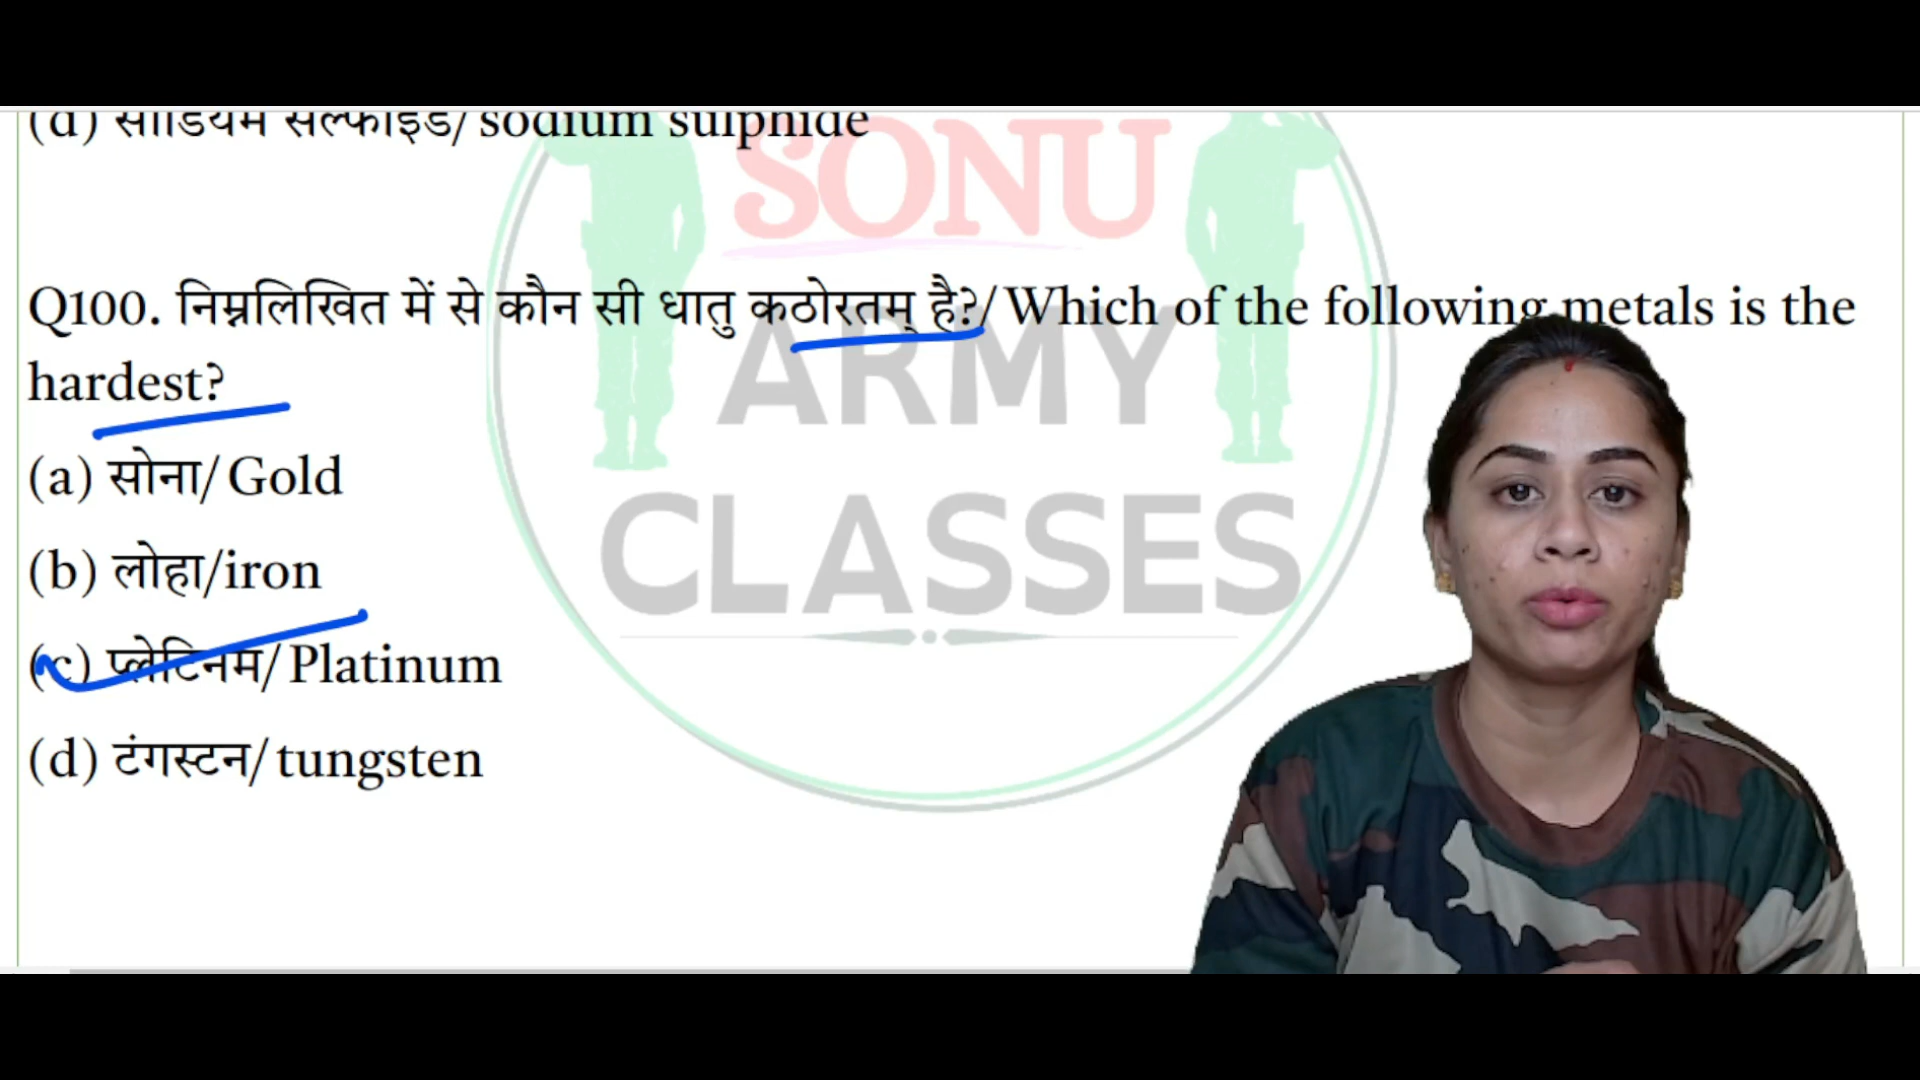 (d) सोडियम सल्फाइड/ sodium sulphide
SONU
ARMY
CLASSES
Q100. निम्नलिखित में से कौन सी धातु कठोरतम् है?/ Which of the following metals is the
hardest?
(a) सोना/ Gold
(b) लोहा/iron
(c) प्लेटिनम/ Platinum
(d) टंगस्टन/ tungsten